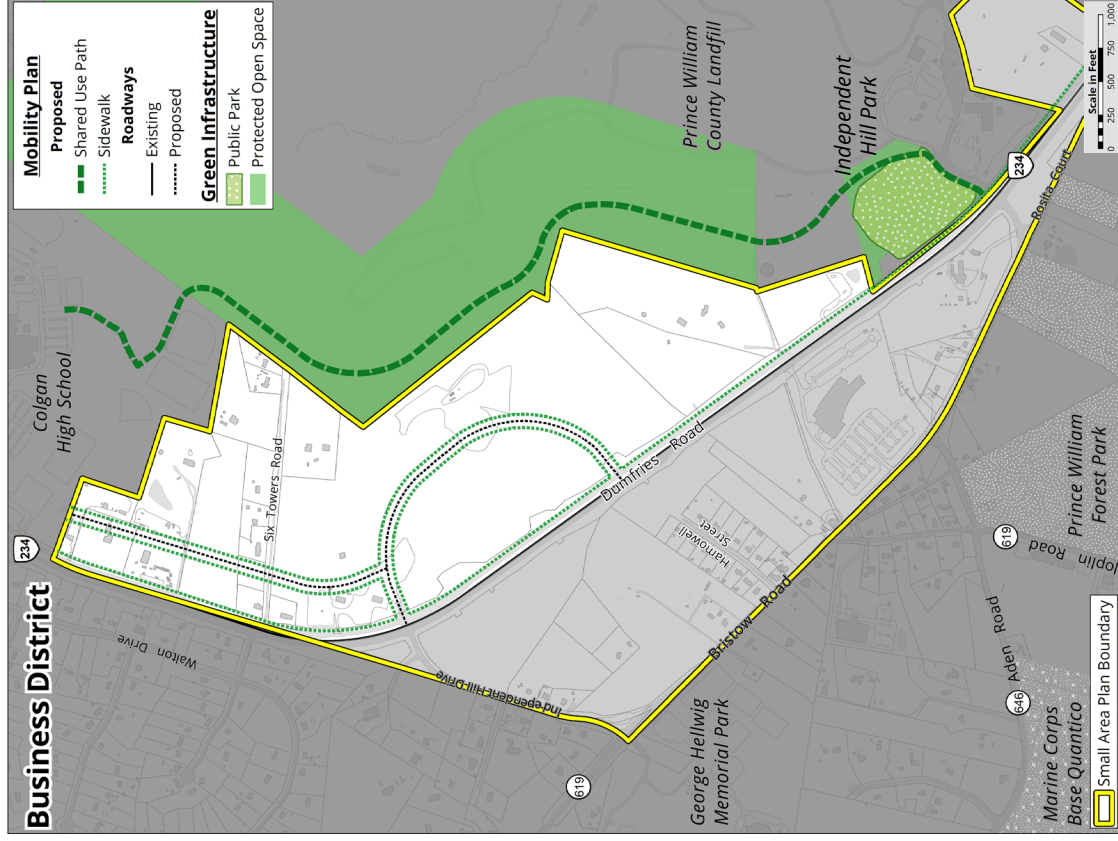 Business District
Mobility Plan
Proposed
Shared Use Path
Sidewalk
Roadways
Existing
Proposed
Green Infrastructure
Public Park
Protected Open Space
234
Colgan
High School
Walton Drive
Six Towers Road
Independent Hill Drive
Dumfries Road
Prince William
County Landfill
Independent
Hill Park
234
Rosita Court
Hamowell
Street
Bristow Road
619
George Hellwig
Memorial Park
619
Joplin Road
Prince William
Forest Park
Aden Road
646
Marine Corps
Base Quantico
Small Area Plan Boundary
Scale in Feet
0 250 500 750 1,000